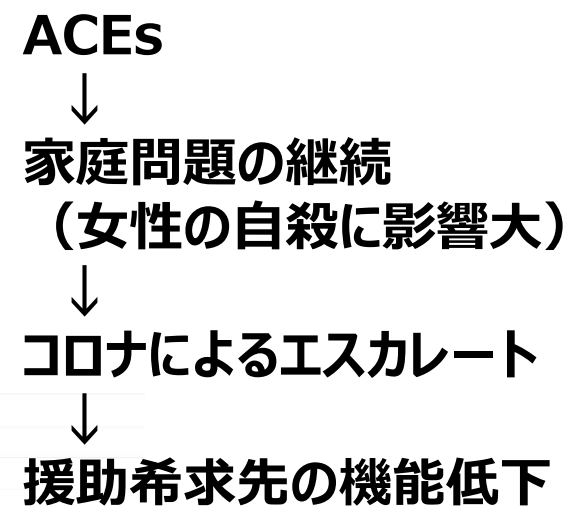 ACEs
↓
家庭問題の継続
（女性の自殺に影響大）
↓
コロナによるエスカレート
↓
援助希求先の機能低下